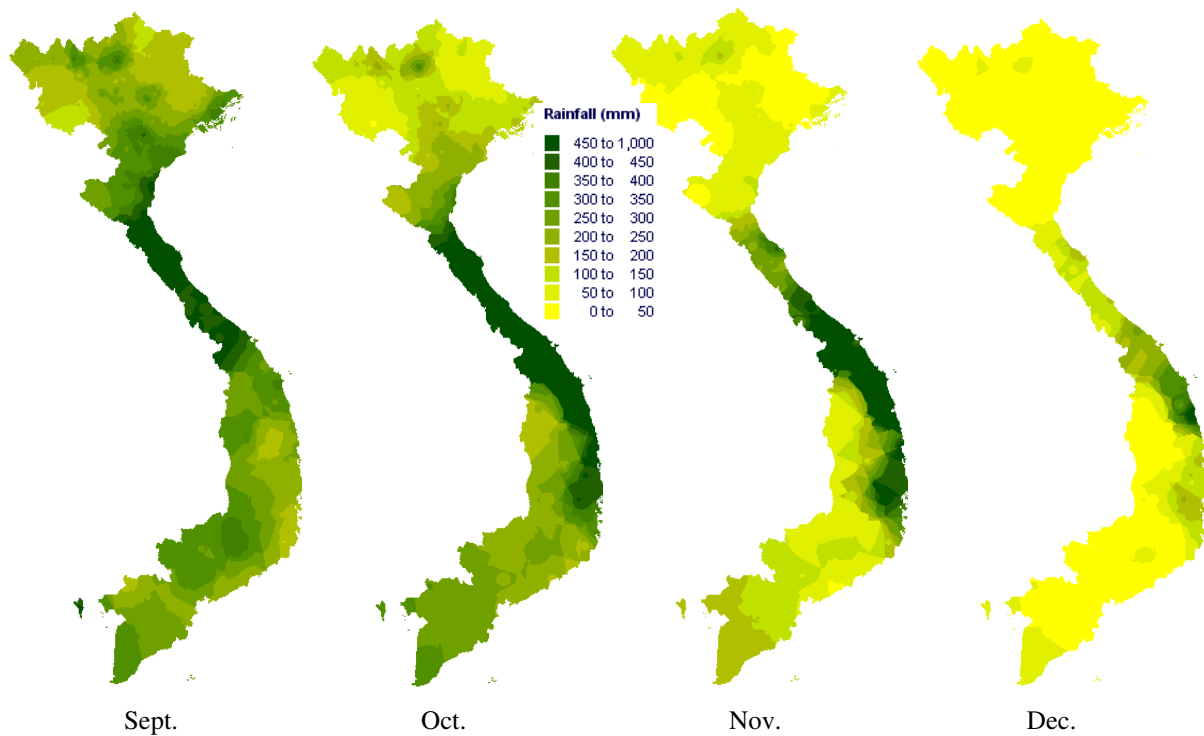 Rainfall (mm)
450 to 1,000
400 to 450
350 to 400
300 to 350
250 to 300
200 to 250
150 to 200
100 to 150
50 to 100
0 to 50
Sept. Oct. Nov. Dec.